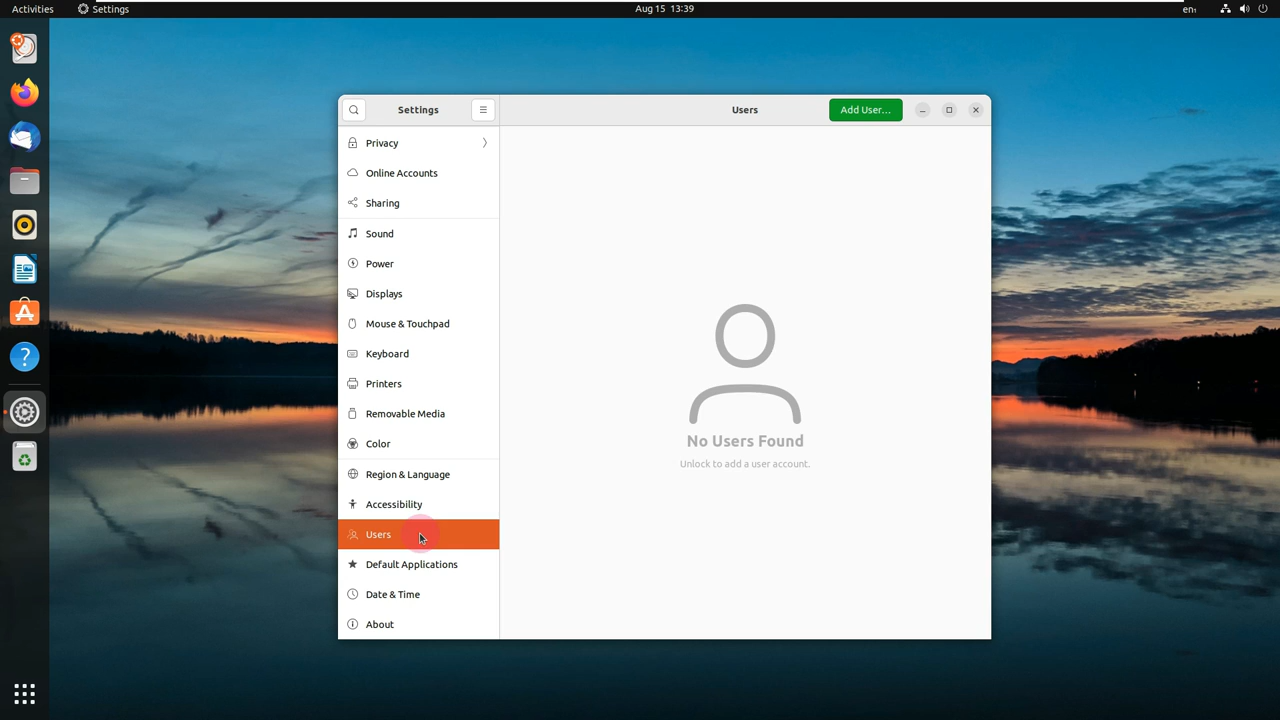 Activities
Settings
Aug 15 13:39
en₁
Settings
Users
Add User…
Privacy
Online Accounts
Sharing
Sound
Power
Displays
Mouse & Touchpad
Keyboard
Printers
Removable Media
Color
Region & Language
Accessibility
Users
Default Applications
Date & Time
About
No Users Found
Unlock to add a user account.